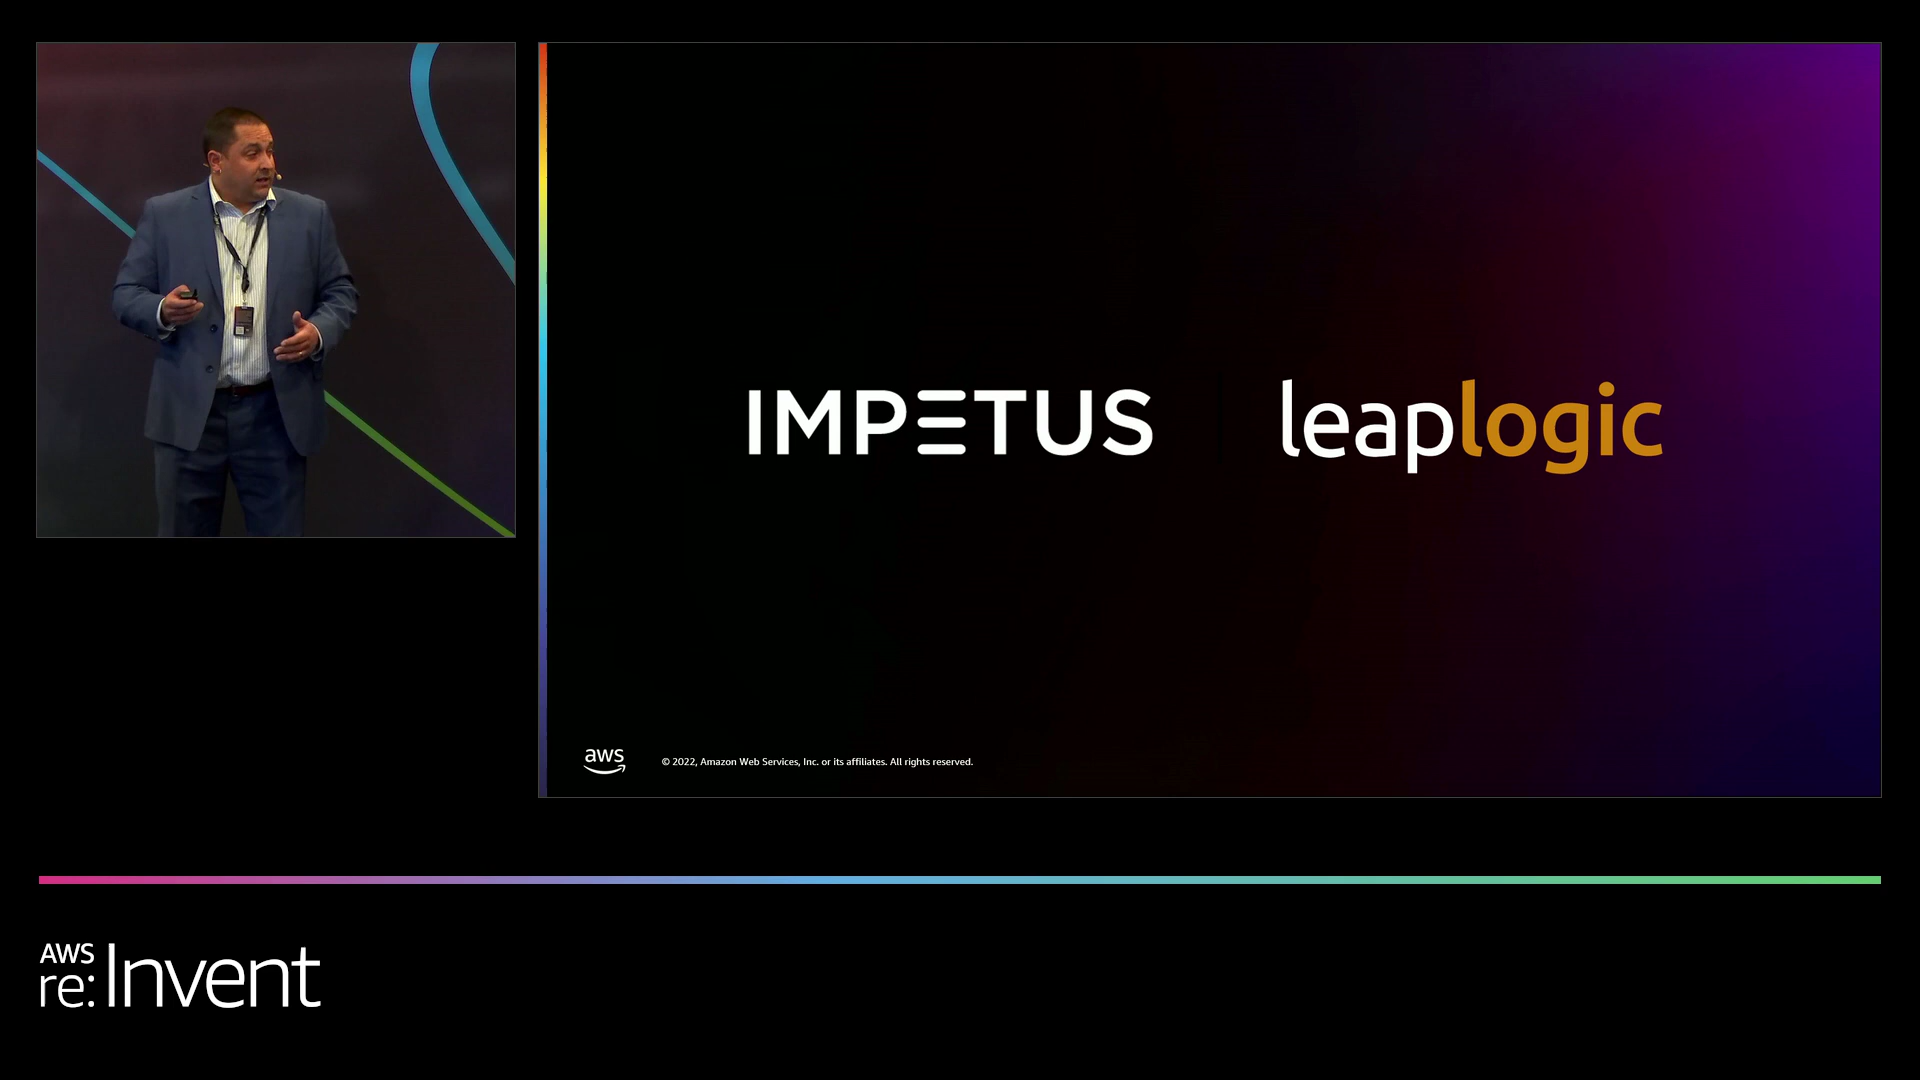 IMPETUS
leaplogic
aws
© 2022, Amazon Web Services, Inc. or its affiliates. All rights reserved.
AWS
re:Invent